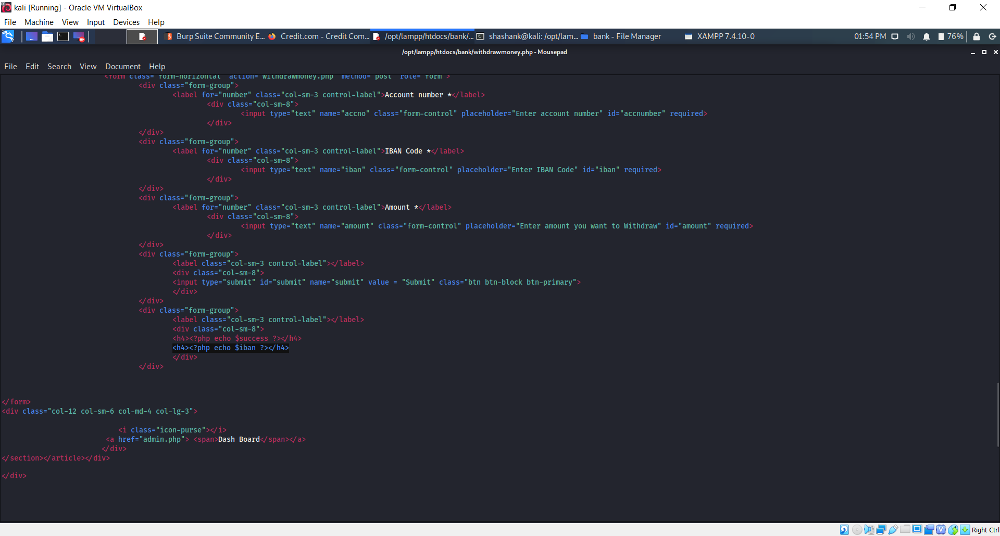 kali [Running] - Oracle VM VirtualBox
File Machine View Input Devices Help
Burp Suite Community E... Credit.com - Credit Com... /opt/lampp/htdocs/bank/... shashank@kali: /opt/lam... bank - File Manager XAMPP 7.4.10-0 01:54 PM 76%
/opt/lampp/htdocs/bank/withdrawmoney.php - Mousepad
File Edit Search View Document Help
<form class="form-horizontal" action="withdrawmoney.php" method="post" role="form">
<div class="form-group">
<label for="number" class="col-sm-3 control-label">Account number *</label>
<div class="col-sm-8">
<input type="text" name="accno" class="form-control" placeholder="Enter account number" id="accnumber" required>
</div>
</div>
<div class="form-group">
<label for="number" class="col-sm-3 control-label">IBAN Code *</label>
<div class="col-sm-8">
<input type="text" name="iban" class="form-control" placeholder="Enter IBAN Code" id="iban" required>
</div>
</div>
<div class="form-group">
<label for="number" class="col-sm-3 control-label">Amount *</label>
<div class="col-sm-8">
<input type="text" name="amount" class="form-control" placeholder="Enter amount you want to Withdraw" id="amount" required>
</div>
</div>
<div class="form-group">
<label class="col-sm-3 control-label"></label>
<div class="col-sm-8">
<input type="submit" id="submit" name="submit" value = "Submit" class="btn btn-block btn-primary">
</div>
</div>
<div class="form-group">
<label class="col-sm-3 control-label"></label>
<div class="col-sm-8">
<h4><?php echo $success ?></h4>
<h4><?php echo $iban ?></h4>
</div>
</div>
</form>
<div class="col-12 col-sm-6 col-md-4 col-lg-3">
<i class="icon-purse"></i>
<a href="admin.php"> <span>Dash Board</span></a>
</div>
</section></article></div>
</div>
Right Ctrl